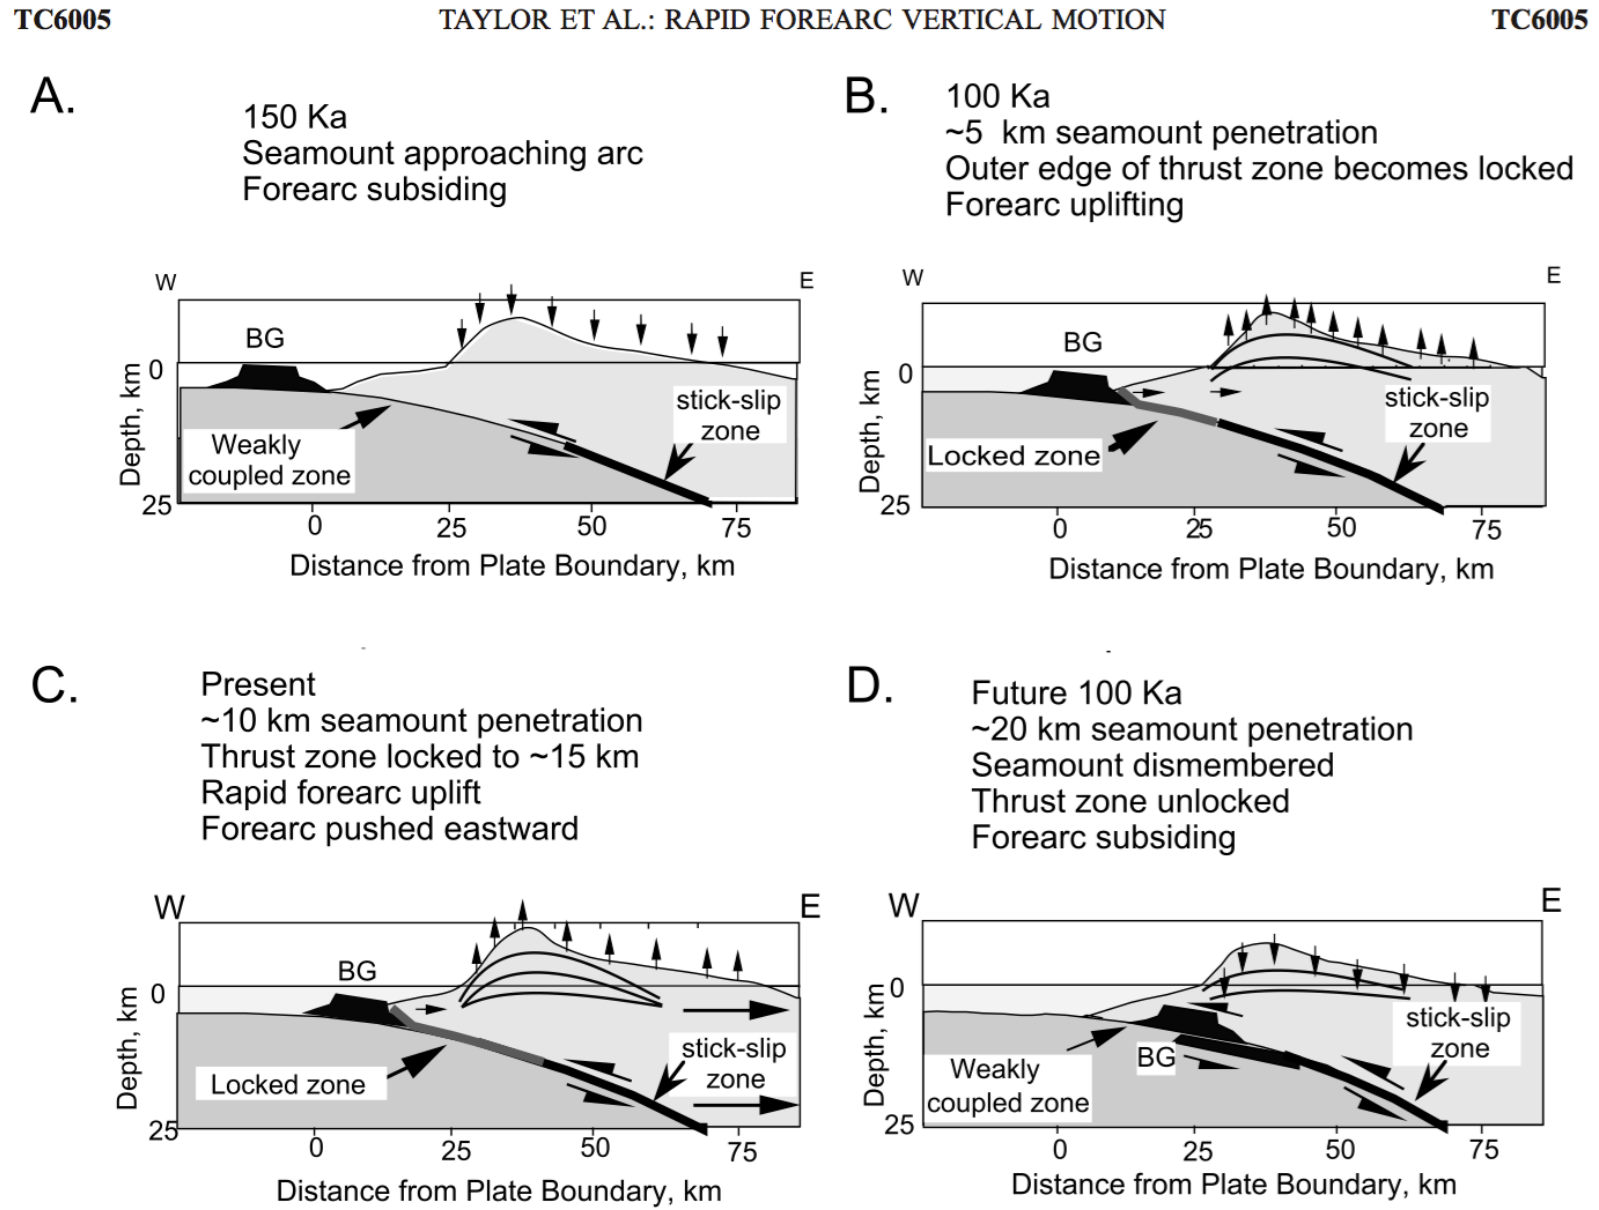 TC6005 TAYLOR ET AL.: RAPID FOREARC VERTICAL MOTION TC6005
A.
150 Ka
Seamount approaching arc
Forearc subsiding
W
E
BG
0
Depth, km
25
stick-slip
zone
Weakly
coupled zone
0 25 50 75
Distance from Plate Boundary, km
B.
100 Ka
~5 km seamount penetration
Outer edge of thrust zone becomes locked
Forearc uplifting
W
E
BG
0
Depth, km
25
stick-slip
zone
Locked zone
0 25 50 75
Distance from Plate Boundary, km
C.
Present
~10 km seamount penetration
Thrust zone locked to ~15 km
Rapid forearc uplift
Forearc pushed eastward
W
E
BG
0
Depth, km
25
stick-slip
zone
Locked zone
0 25 50 75
Distance from Plate Boundary, km
D.
Future 100 Ka
~20 km seamount penetration
Seamount dismembered
Thrust zone unlocked
Forearc subsiding
W
E
0
Depth, km
25
stick-slip
zone
BG
Weakly
coupled zone
0 25 50 75
Distance from Plate Boundary, km